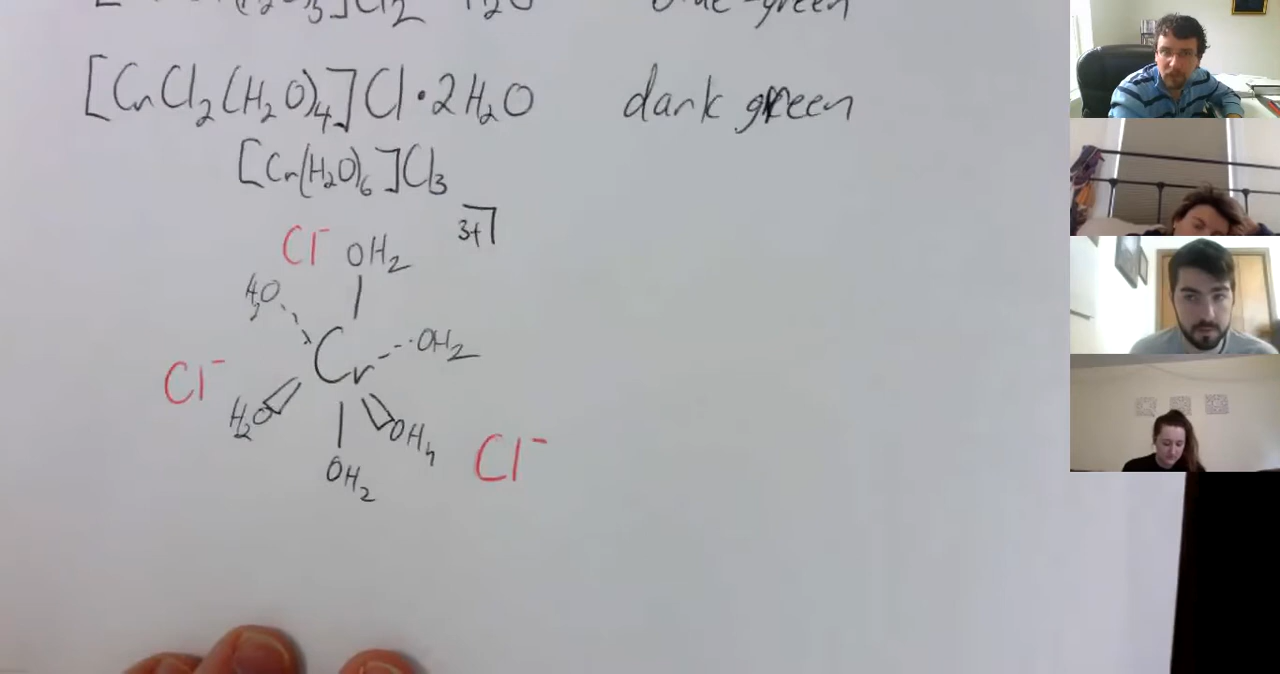 [CrCl₂(H₂O)₄]Cl·2H₂O dark green
[Cr(H₂O)₆]Cl₃
3+
Cl⁻ OH₂
H₂O
OH₂
Cr
Cl⁻
H₂O
OH₂
Cl⁻
OH₂